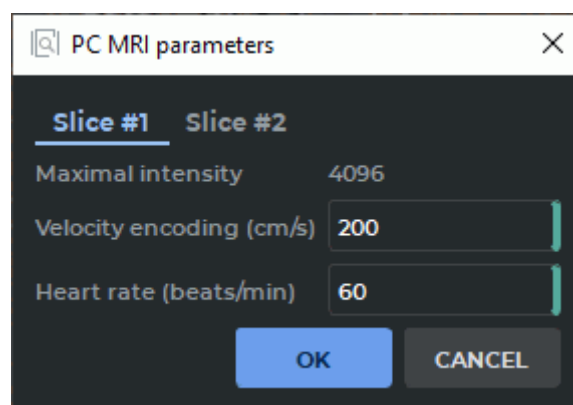 PC MRI parameters
Slice #1 Slice #2
Maximal intensity 4096
Velocity encoding (cm/s) 200
Heart rate (beats/min) 60
OK CANCEL